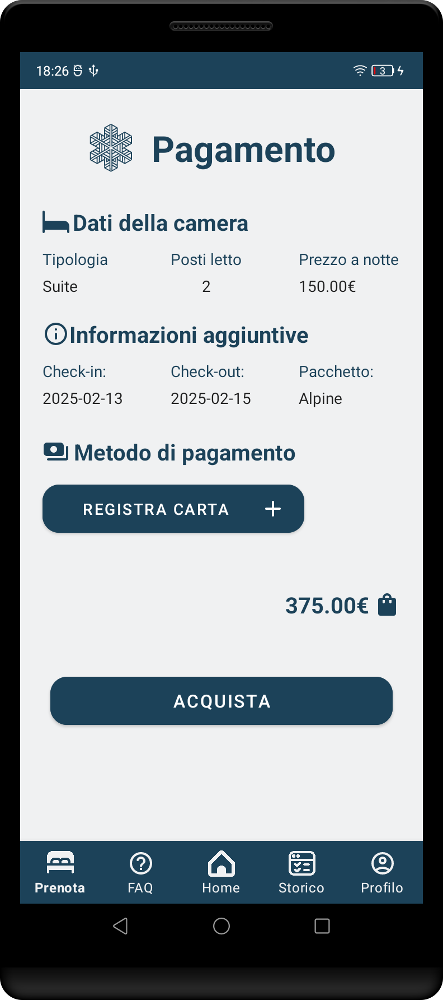 18:26
3
Pagamento
Dati della camera
Tipologia Posti letto Prezzo a notte
Suite 2 150.00€
Informazioni aggiuntive
Check-in: Check-out: Pacchetto:
2025-02-13 2025-02-15 Alpine
Metodo di pagamento
REGISTRA CARTA +
375.00€
ACQUISTA
Prenota FAQ Home Storico Profilo